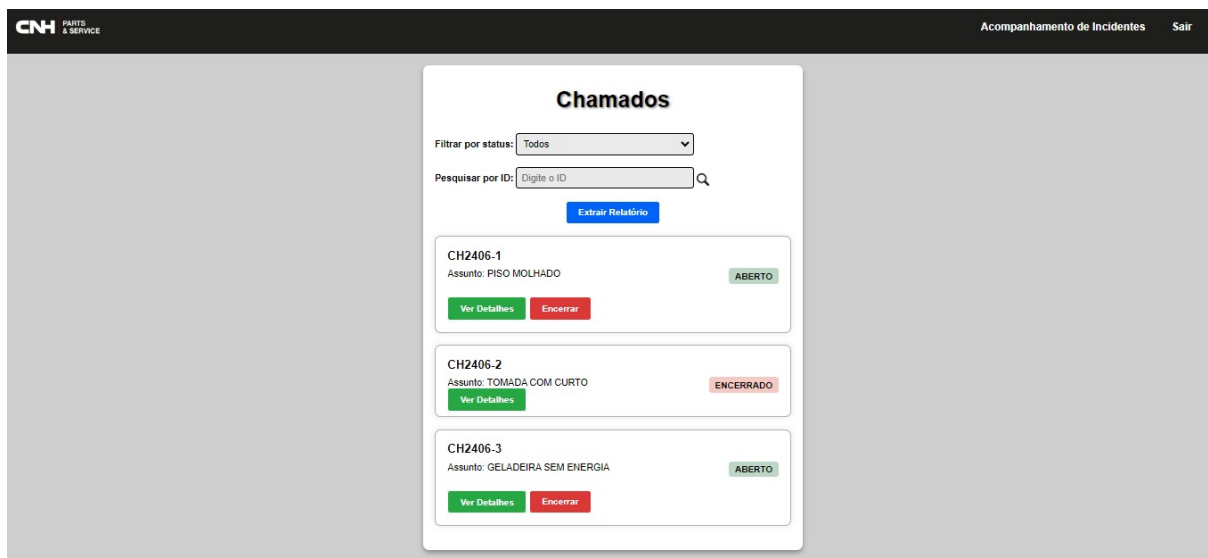 CNH PARTS & SERVICE
Acompanhamento de Incidentes Sair
Chamados
Filtrar por status: Todos
Pesquisar por ID: Digite o ID
Extrair Relatório
CH2406-1
Assunto: PISO MOLHADO
ABERTO
Ver Detalhes Encerrar
CH2406-2
Assunto: TOMADA COM CURTO
ENCERRADO
Ver Detalhes
CH2406-3
Assunto: GELADEIRA SEM ENERGIA
ABERTO
Ver Detalhes Encerrar